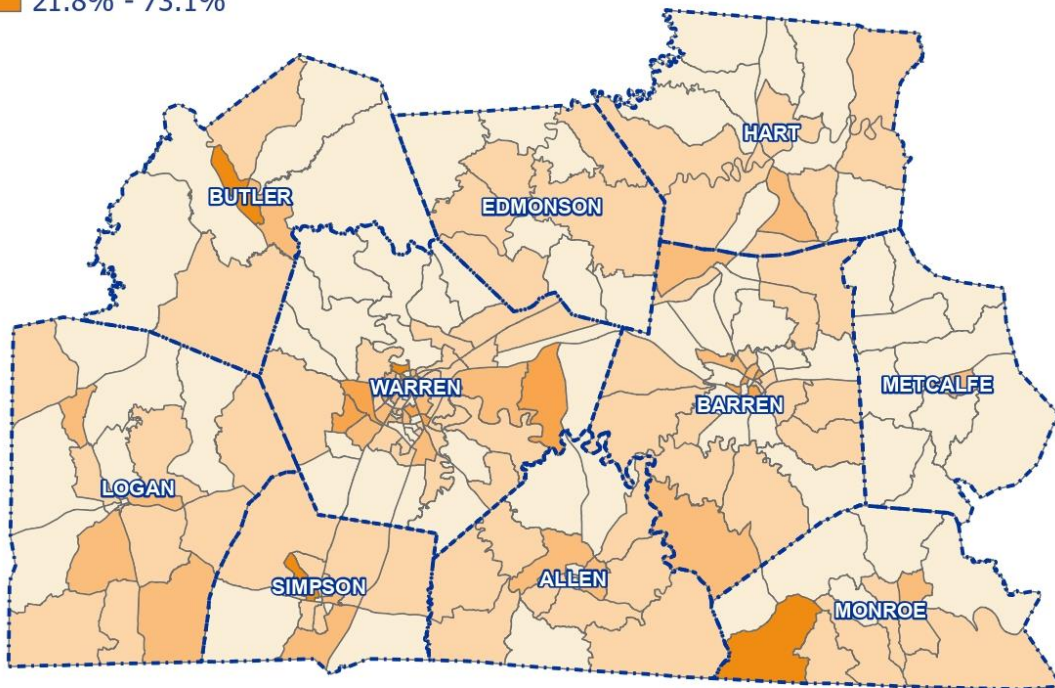 21.8% - 73.1%
HART
BUTLER
EDMONSON
WARREN
METCALFE
BARREN
LOGAN
ALLEN
SIMPSON
MONROE